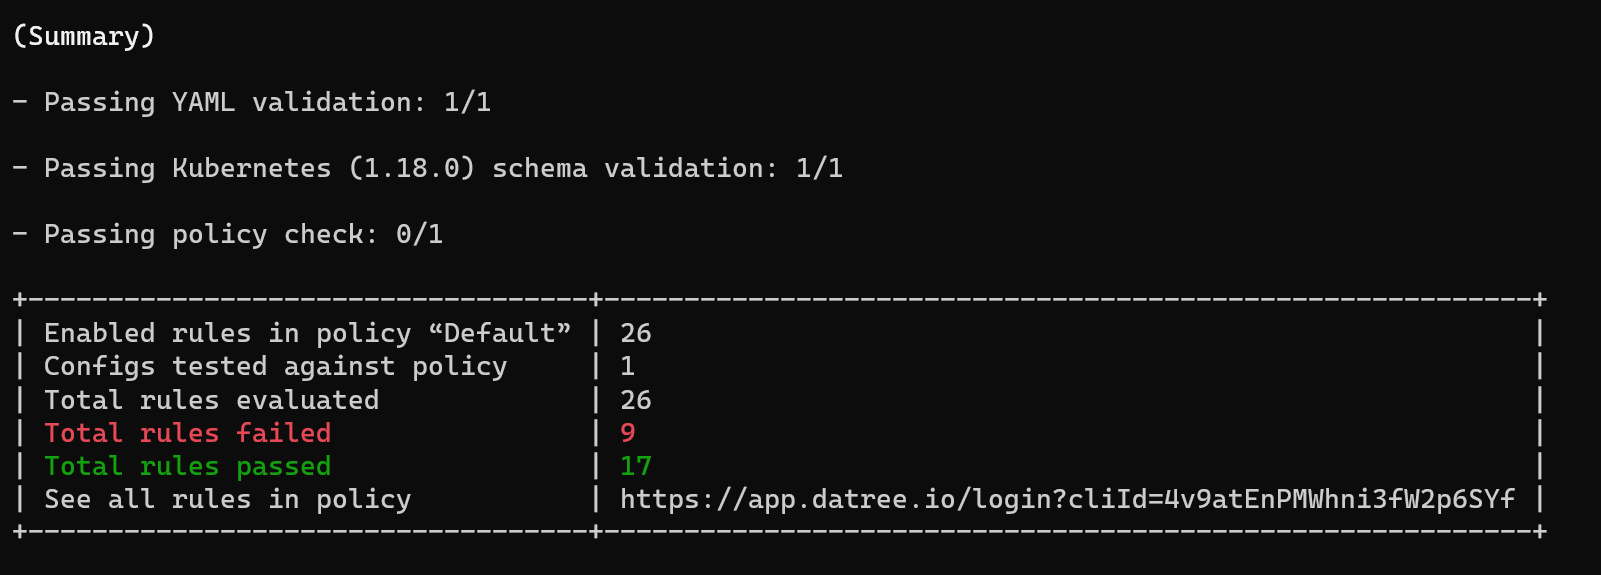 (Summary)
- Passing YAML validation: 1/1
- Passing Kubernetes (1.18.0) schema validation: 1/1
- Passing policy check: 0/1
+-----------------------------------+----------------------------------------------------------+
| Enabled rules in policy “Default” | 26                                                       |
| Configs tested against policy     | 1                                                        |
| Total rules evaluated             | 26                                                       |
| Total rules failed                | 9                                                        |
| Total rules passed                | 17                                                       |
| See all rules in policy           | https://app.datree.io/login?cliId=4v9atEnPMWhni3fW2p6SYf |
+-----------------------------------+----------------------------------------------------------+